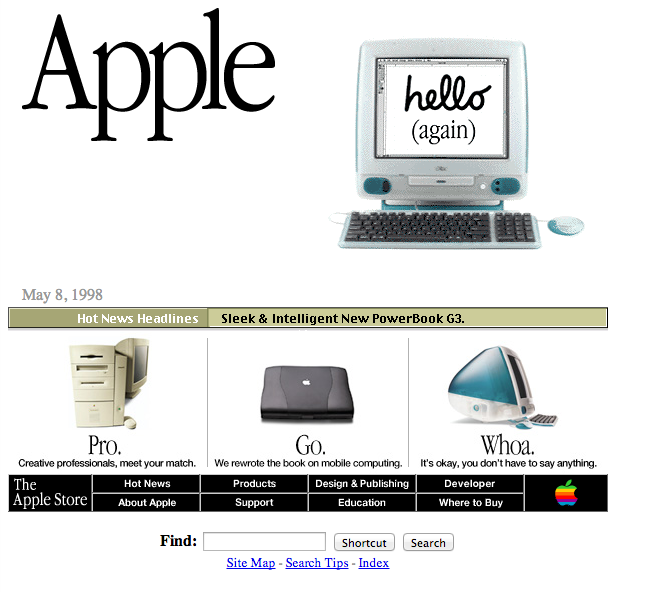 Apple
hello
(again)
May 8, 1998
Hot News Headlines Sleek & Intelligent New PowerBook G3.
Pro. Go. Whoa.
Creative professionals, meet your match. We rewrote the book on mobile computing. It's okay, you don't have to say anything.
The Apple Store
Hot News Products Design & Publishing Developer
About Apple Support Education Where to Buy
Find: Shortcut Search
Site Map - Search Tips - Index